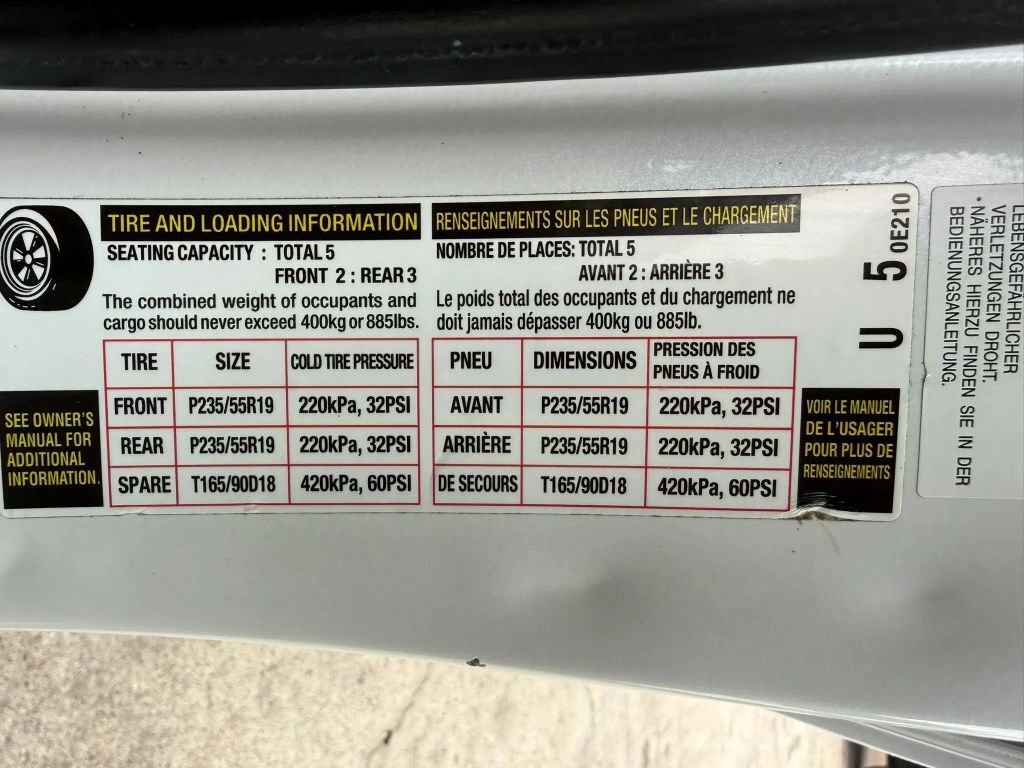 TIRE AND LOADING INFORMATION
SEATING CAPACITY : TOTAL 5
FRONT 2 : REAR 3
The combined weight of occupants and
cargo should never exceed 400kg or 885lbs.
TIRE SIZE COLD TIRE PRESSURE
FRONT P235/55R19 220kPa, 32PSI
REAR P235/55R19 220kPa, 32PSI
SPARE T165/90D18 420kPa, 60PSI
SEE OWNER'S
MANUAL FOR
ADDITIONAL
INFORMATION.
RENSEIGNEMENTS SUR LES PNEUS ET LE CHARGEMENT
NOMBRE DE PLACES: TOTAL 5
AVANT 2 : ARRIÈRE 3
Le poids total des occupants et du chargement ne
doit jamais dépasser 400kg ou 885lb.
PNEU DIMENSIONS PRESSION DES
PNEUS À FROID
AVANT P235/55R19 220kPa, 32PSI
ARRIÈRE P235/55R19 220kPa, 32PSI
DE SECOURS T165/90D18 420kPa, 60PSI
VOIR LE MANUEL
DE L'USAGER
POUR PLUS DE
RENSEIGNEMENTS
U 5 0E210
LEBENSGEFÄHRLICHER
VERLETZUNGEN DROHT.
• NÄHERES HIERZU FINDEN SIE IN DER
BEDIENUNGSANLEITUNG.